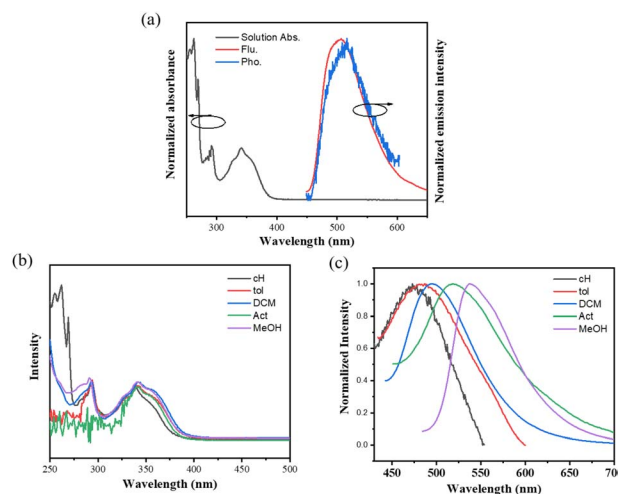 (a)
Solution Abs.
Flu.
Pho.
Normalized absorbance
Normalized emission intensity
300 400 500 600
Wavelength (nm)
(b)
cH
tol
DCM
Act
MeOH
Intensity
250 300 350 400 450 500
Wavelength (nm)
(c)
cH
tol
DCM
Act
MeOH
Normalized Intensity
1.0
0.8
0.6
0.4
0.2
0.0
450 500 550 600 650 700
Wavelength (nm)